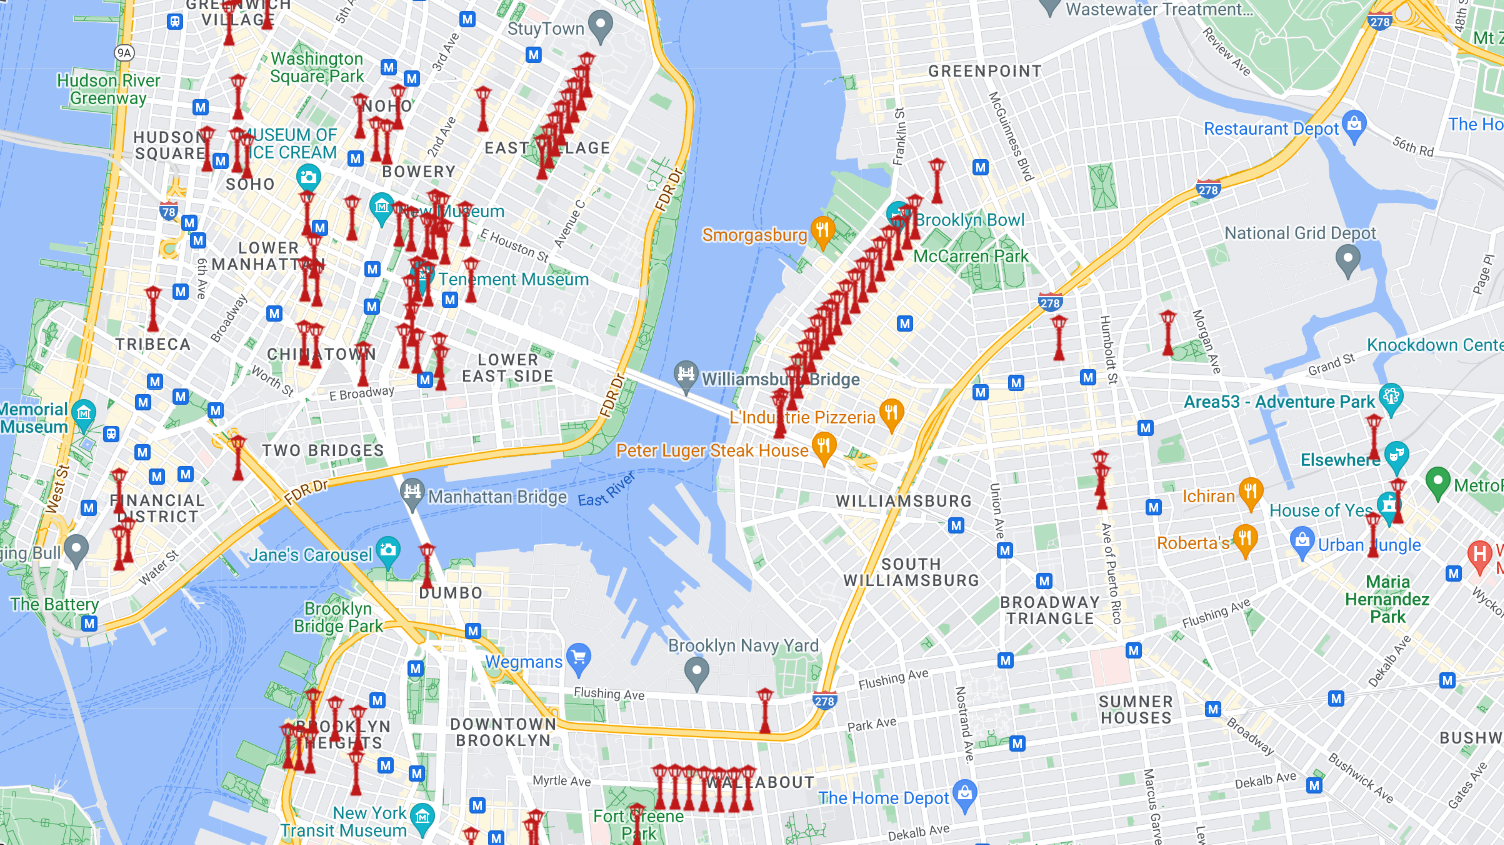 GREENWICH
VILLAGE
5th A
StuyTown
Wastewater Treatment...
278
48th S
Mt Z
9A
3rd Ave
Review Ave
Washington
Square Park
Hudson River
Greenway
GREENPOINT
NOHO
Franklin St
McGuinness Blvd
Restaurant Depot
The Ho
56th Rd
HUDSON
SQUARE
MUSEUM OF
ICE CREAM
2nd Ave
EAST VILLAGE
BOWERY
SOHO
FDR Dr
278
78
New Museum
Avenue C
E Houston St
Brooklyn Bowl
Smorgasburg
National Grid Depot
LOWER
MANHATTAN
McCarren Park
6th Ave
Tenement Museum
Page Pl
278
Broadway
TRIBECA
CHINATOWN
LOWER
EAST SIDE
Humboldt St
Morgan Ave
Knockdown Cente
Grand St
Worth St
E Broadway
FDR Dr
Williamsburg Bridge
Memorial
Museum
L'Industrie Pizzeria
Area53 - Adventure Park
TWO BRIDGES
Peter Luger Steak House
Elsewhere
West St
FDR Dr
Manhattan Bridge
East River
FINANCIAL
DISTRICT
WILLIAMSBURG
Union Ave
Ichiran
House of Yes
MetroF
ging Bull
Water St
Jane's Carousel
Roberta's
Urban Jungle
SOUTH
WILLIAMSBURG
Ave of Puerto Rico
The Battery
DUMBO
Brooklyn
Bridge Park
BROADWAY
TRIANGLE
Flushing Ave
Maria
Hernandez
Park
Wyckof
Wegmans
Brooklyn Navy Yard
Dekalb Ave
Flushing Ave
Flushing Ave
278
Nostrand Ave
SUMNER
HOUSES
BROOKLYN
HEIGHTS
DOWNTOWN
BROOKLYN
Park Ave
Broadway
BUSHW
Myrtle Ave
WALLABOUT
The Home Depot
Marcus Garve
Dekalb Ave
Bushwick Ave
Gates Ave
New York
Transit Museum
Fort Greene
Park
Dekalb Ave
Lew